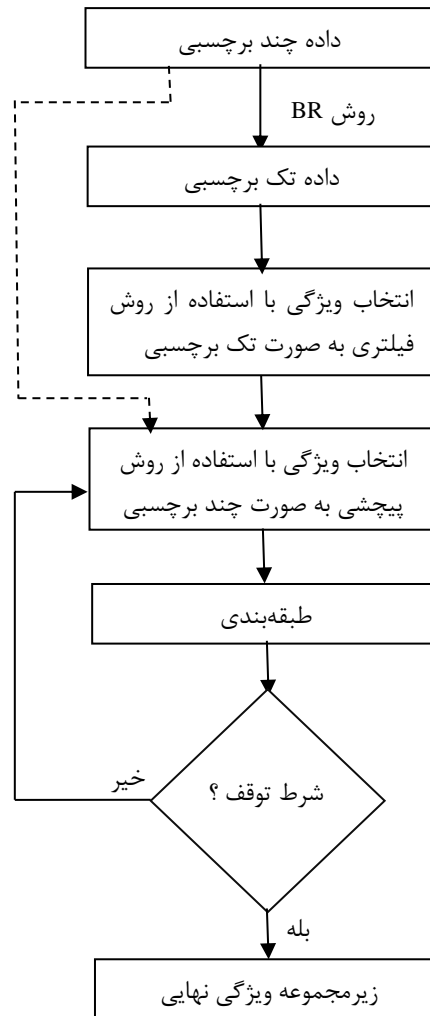 داده چند برچسبی
روش BR
داده تک برچسبی
انتخاب ویژگی با استفاده از روش
فیلتری به صورت تک برچسبی
انتخاب ویژگی با استفاده از روش
پیچشی به صورت چند برچسبی
طبقه‌بندی
شرط توقف ؟
خیر
بله
زیرمجموعه ویژگی نهایی